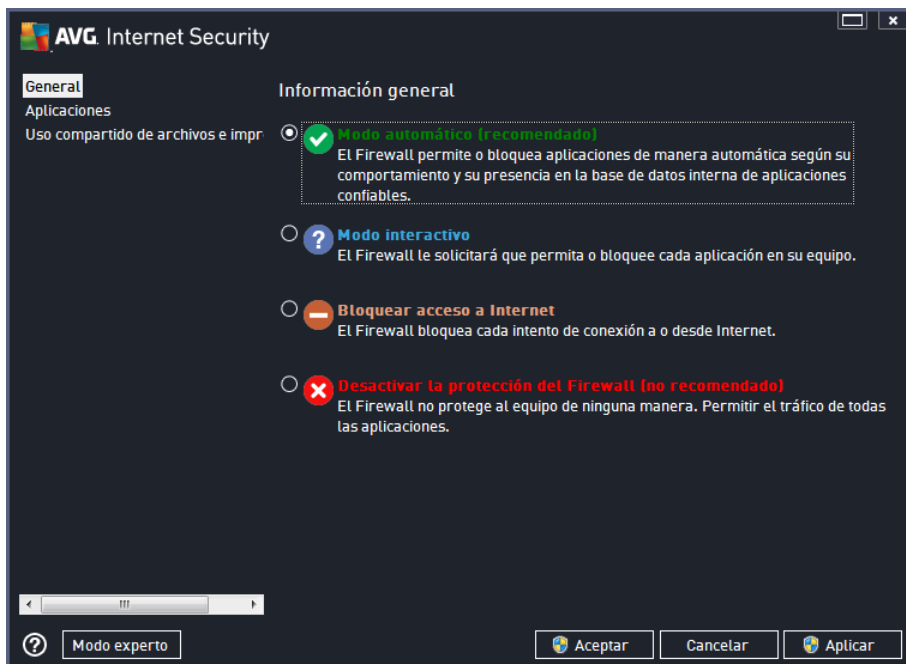 AVG. Internet Security
General
Aplicaciones
Uso compartido de archivos e impr
Información general
Modo automático (recomendado)
El Firewall permite o bloquea aplicaciones de manera automática según su
comportamiento y su presencia en la base de datos interna de aplicaciones
confiables.
Modo interactivo
El Firewall le solicitará que permita o bloquee cada aplicación en su equipo.
Bloquear acceso a Internet
El Firewall bloquea cada intento de conexión a o desde Internet.
Desactivar la protección del Firewall (no recomendado)
El Firewall no protege al equipo de ninguna manera. Permitir el tráfico de todas
las aplicaciones.
Modo experto
Aceptar
Cancelar
Aplicar